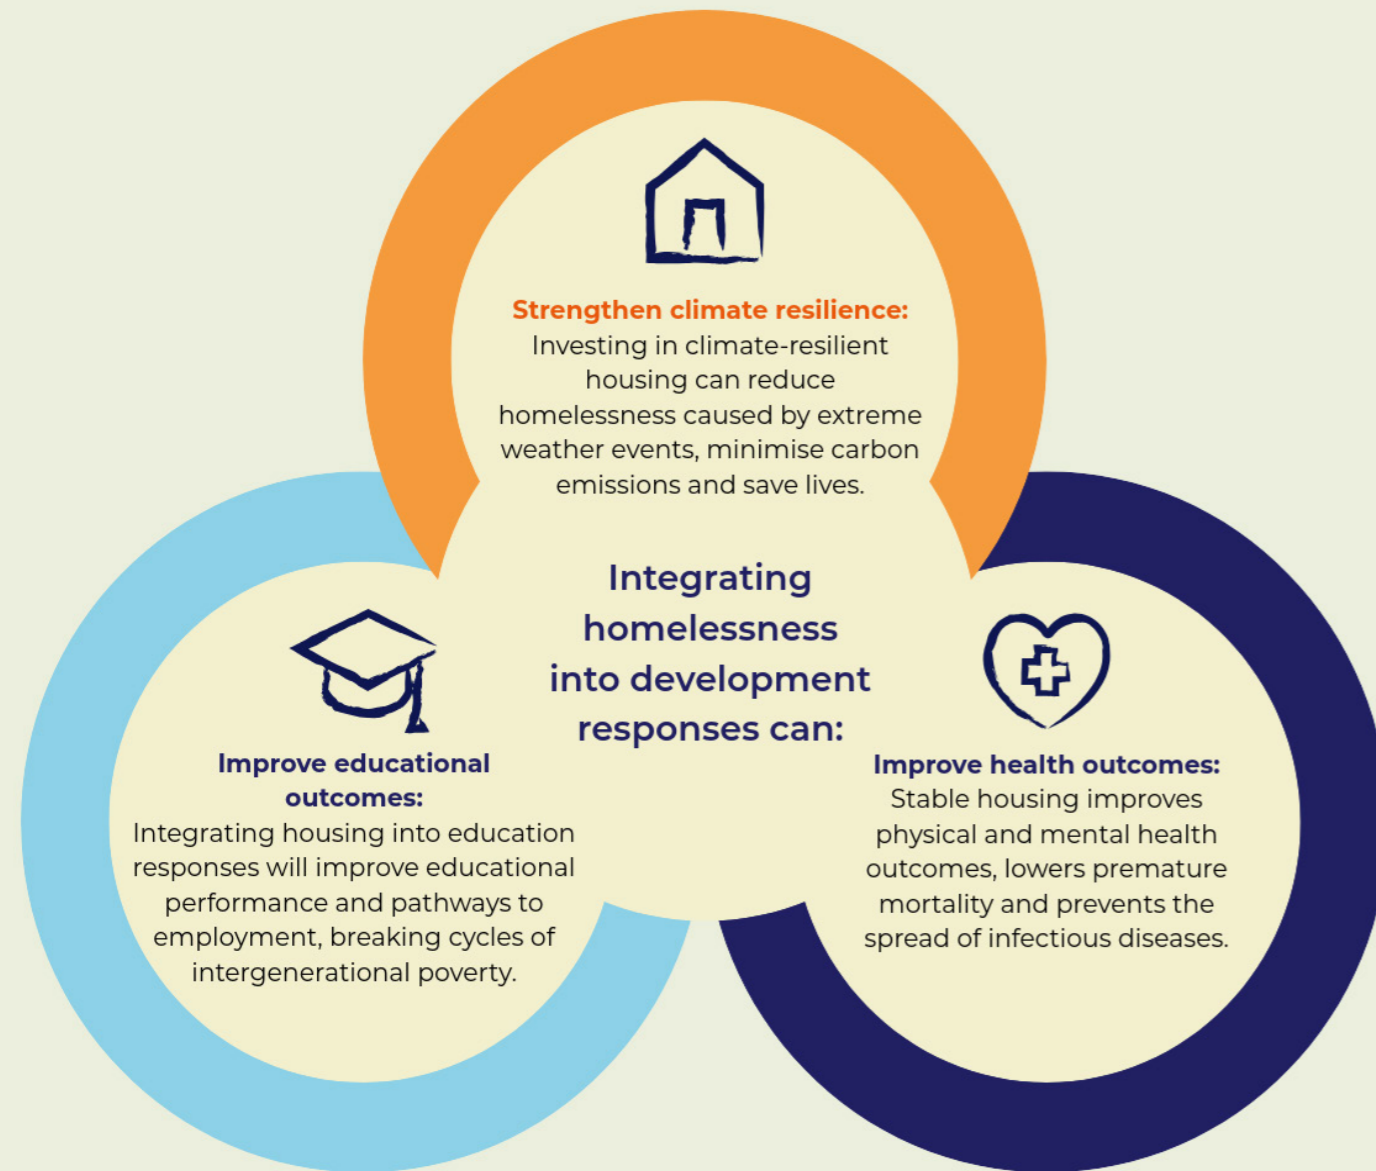 Strengthen climate resilience:
Investing in climate-resilient
housing can reduce
homelessness caused by extreme
weather events, minimise carbon
emissions and save lives.
Integrating
homelessness
into development
responses can:
Improve educational
outcomes:
Integrating housing into education
responses will improve educational
performance and pathways to
employment, breaking cycles of
intergenerational poverty.
Improve health outcomes:
Stable housing improves
physical and mental health
outcomes, lowers premature
mortality and prevents the
spread of infectious diseases.